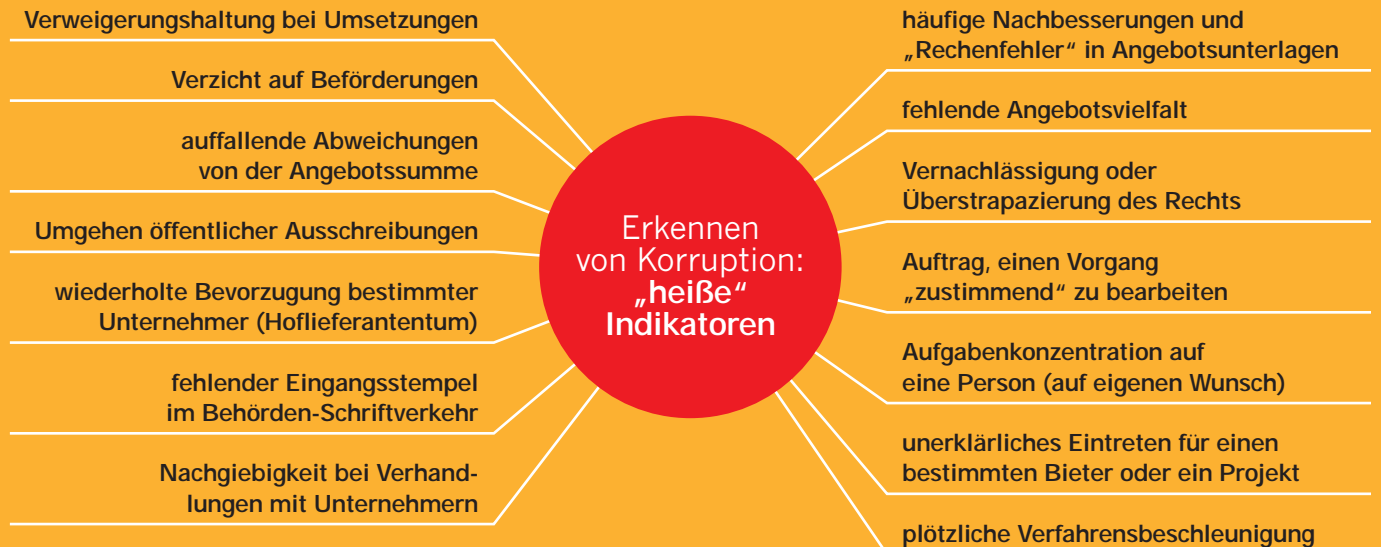 Verweigerungshaltung bei Umsetzungen
Verzicht auf Beförderungen
auffallende Abweichungen
von der Angebotssumme
Umgehen öffentlicher Ausschreibungen
wiederholte Bevorzugung bestimmter
Unternehmer (Hoflieferantentum)
fehlender Eingangsstempel
im Behörden-Schriftverkehr
Nachgiebigkeit bei Verhand-
lungen mit Unternehmern
Erkennen
von Korruption:
„heiße“
Indikatoren
häufige Nachbesserungen und
„Rechenfehler“ in Angebotsunterlagen
fehlende Angebotsvielfalt
Vernachlässigung oder
Überstrapazierung des Rechts
Auftrag, einen Vorgang
„zustimmend“ zu bearbeiten
Aufgabenkonzentration auf
eine Person (auf eigenen Wunsch)
unerklärliches Eintreten für einen
bestimmten Bieter oder ein Projekt
plötzliche Verfahrensbeschleunigung